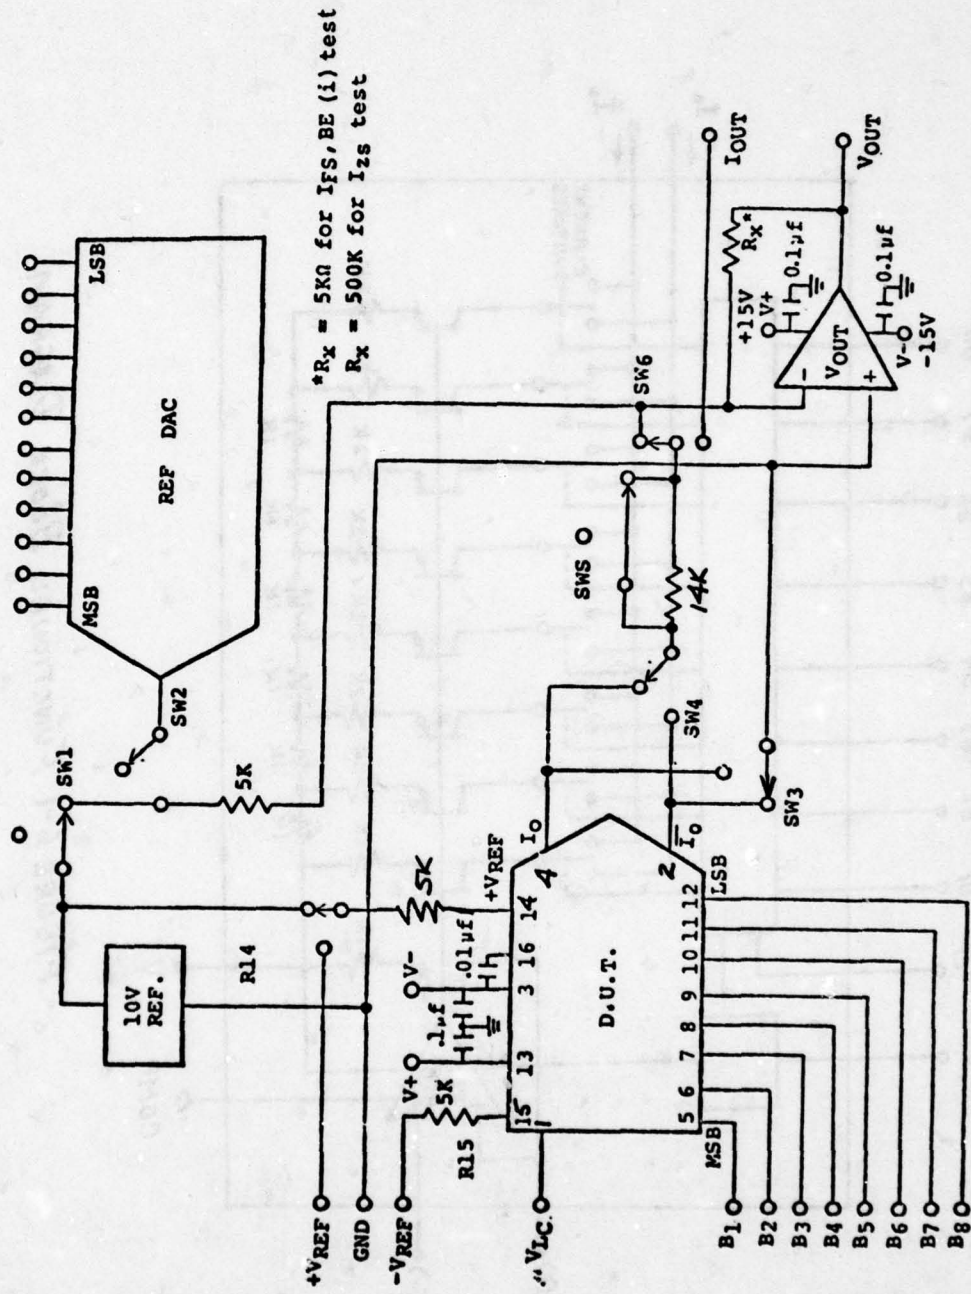 MSB
LSB
REF DAC
SW1
SW2
5K
*Rx = 5KΩ for IFS, BE (i) test
Rx = 500K for Izs test
10V
REF.
R14
+VREF
GND
-VREF
5K
R15
V+
.1µf
V-
.01µf
5K
+VREF
15
13
3
16
14
1
VLC
D.U.T.
4
IO
2
IO
MSB
5
6
7
8
9
10
11
12
LSB
B1
B2
B3
B4
B5
B6
B7
B8
SW3
SW4
SW5
14K
SW6
IOUT
Rx*
+15V
V+
0.1µf
-
VOUT
+
V-
-15V
0.1µf
VOUT